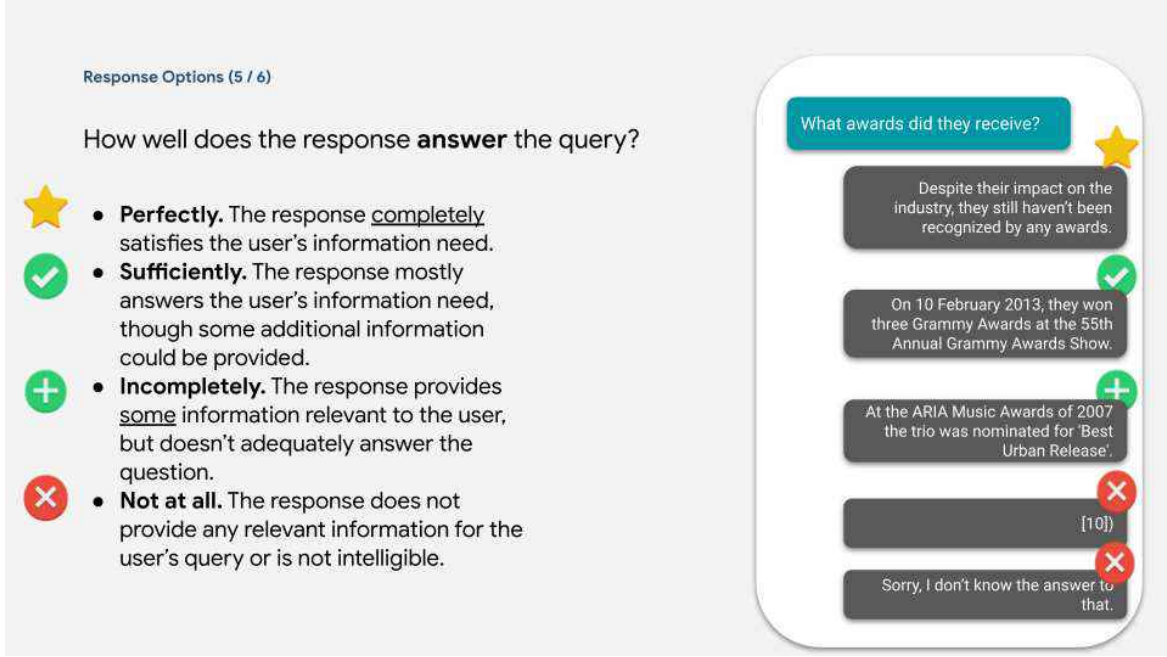 Response Options (5 / 6)
How well does the response answer the query?
● Perfectly. The response completely
satisfies the user's information need.
● Sufficiently. The response mostly
answers the user's information need,
though some additional information
could be provided.
● Incompletely. The response provides
some information relevant to the user,
but doesn't adequately answer the
question.
● Not at all. The response does not
provide any relevant information for the
user's query or is not intelligible.
What awards did they receive?
Despite their impact on the
industry, they still haven't been
recognized by any awards.
On 10 February 2013, they won
three Grammy Awards at the 55th
Annual Grammy Awards Show.
At the ARIA Music Awards of 2007
the trio was nominated for 'Best
Urban Release'.
[10])
Sorry, I don't know the answer to
that.